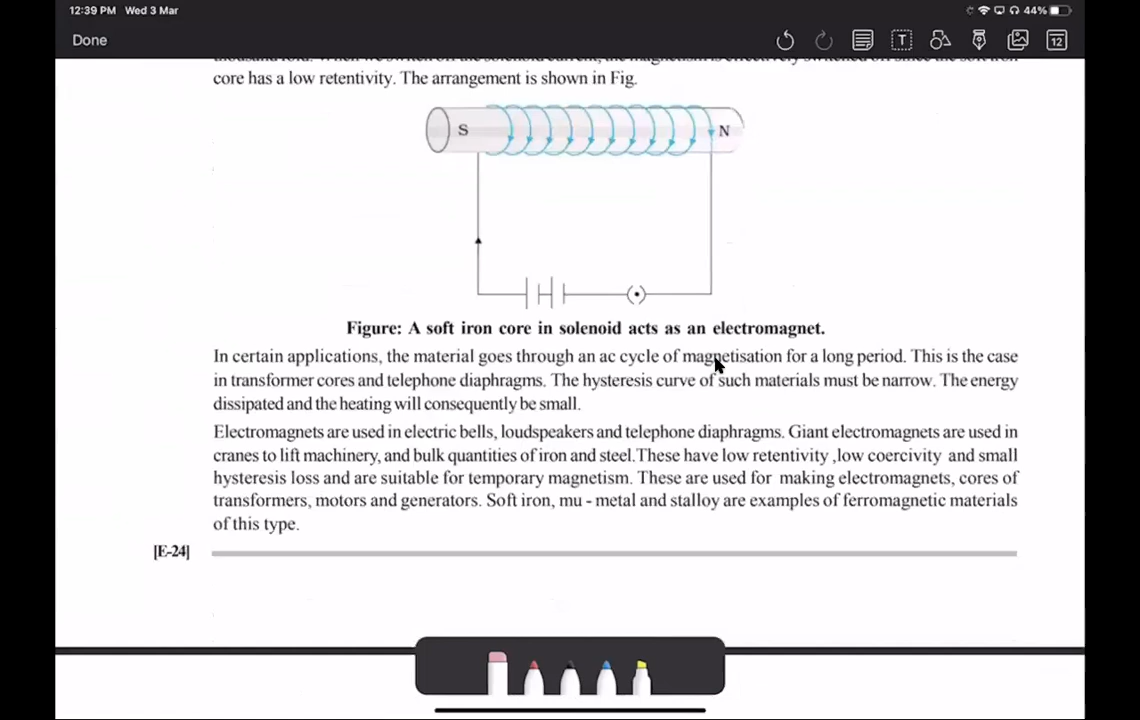 12:39 PM Wed 3 Mar
44%
Done
T
12
core has a low retentivity. The arrangement is shown in Fig.
S
N
Figure: A soft iron core in solenoid acts as an electromagnet.
In certain applications, the material goes through an ac cycle of magnetisation for a long period. This is the case
in transformer cores and telephone diaphragms. The hysteresis curve of such materials must be narrow. The energy
dissipated and the heating will consequently be small.
Electromagnets are used in electric bells, loudspeakers and telephone diaphragms. Giant electromagnets are used in
cranes to lift machinery, and bulk quantities of iron and steel.These have low retentivity ,low coercivity and small
hysteresis loss and are suitable for temporary magnetism. These are used for making electromagnets, cores of
transformers, motors and generators. Soft iron, mu - metal and stalloy are examples of ferromagnetic materials
of this type.
[E-24]